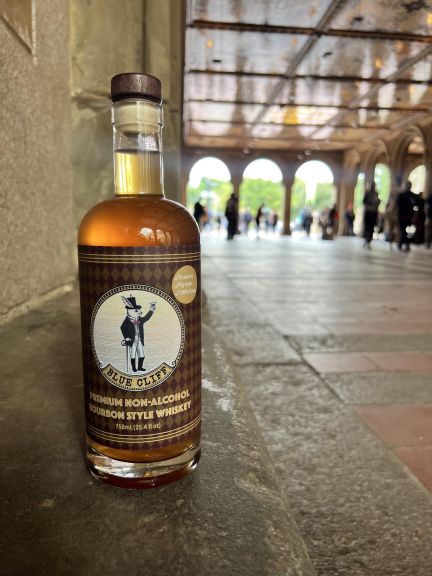 BLUE CLIFF
PREMIUM NON-ALCOHOL
BOURBON STYLE WHISKEY
750mL (25.4 fl oz)